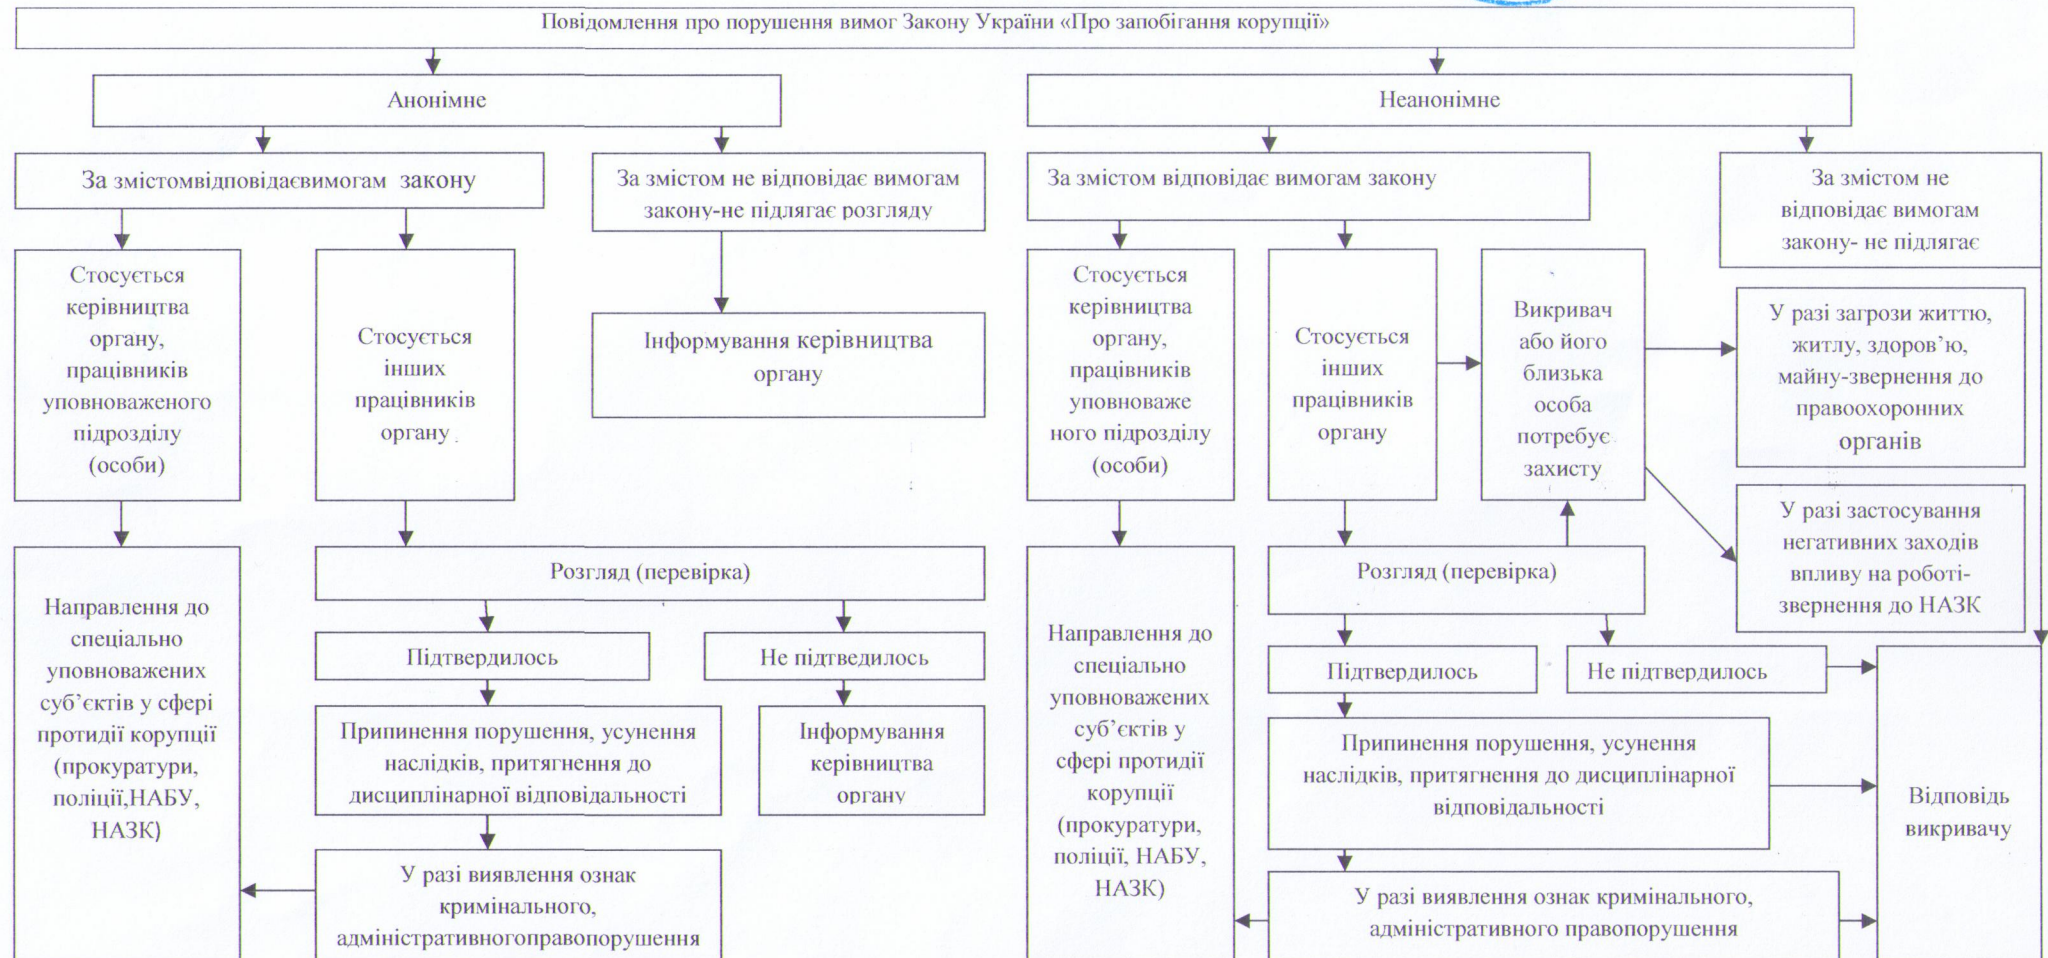 Повідомлення про порушення вимог Закону України «Про запобігання корупції»
Анонімне
Неанонімне
За змістомвідповідаєвимогам закону
За змістом не відповідає вимогам
закону-не підлягає розгляду
За змістом відповідає вимогам закону
За змістом не
відповідає вимогам
закону- не підлягає
Стосується
керівництва
органу,
працівників
уповноваженого
підрозділу
(особи)
Стосується
інших
працівників
органу
Інформування керівництва
органу
Стосується
керівництва
органу,
працівників
уповноваже
ного підрозділу
(особи)
Стосується
інших
працівників
органу
Викривач
або його
близька
особа
потребує
захисту
У разі загрози життю,
житлу, здоров’ю,
майну-звернення до
правоохоронних
органів
У разі застосування
негативних заходів
впливу на роботі-
звернення до НАЗК
Направлення до
спеціально
уповноважених
суб’єктів у сфері
протидії корупції
(прокуратури,
поліції,НАБУ,
НАЗК)
Розгляд (перевірка)
Підтвердилось
Не підтведилось
Припинення порушення, усунення
наслідків, притягнення до
дисциплінарної відповідальності
Інформування
керівництва
органу
У разі виявлення ознак
кримінального,
адміністративногоправопорушення
Направлення до
спеціально
уповноважених
суб’єктів у
сфері протидії
корупції
(прокуратури,
поліції, НАБУ,
НАЗК)
Розгляд (перевірка)
Підтвердилось
Не підтвердилось
Припинення порушення, усунення
наслідків, притягнення до дисциплінарної
відповідальності
У разі виявлення ознак кримінального,
адміністративного правопорушення
Відповідь
викривачу